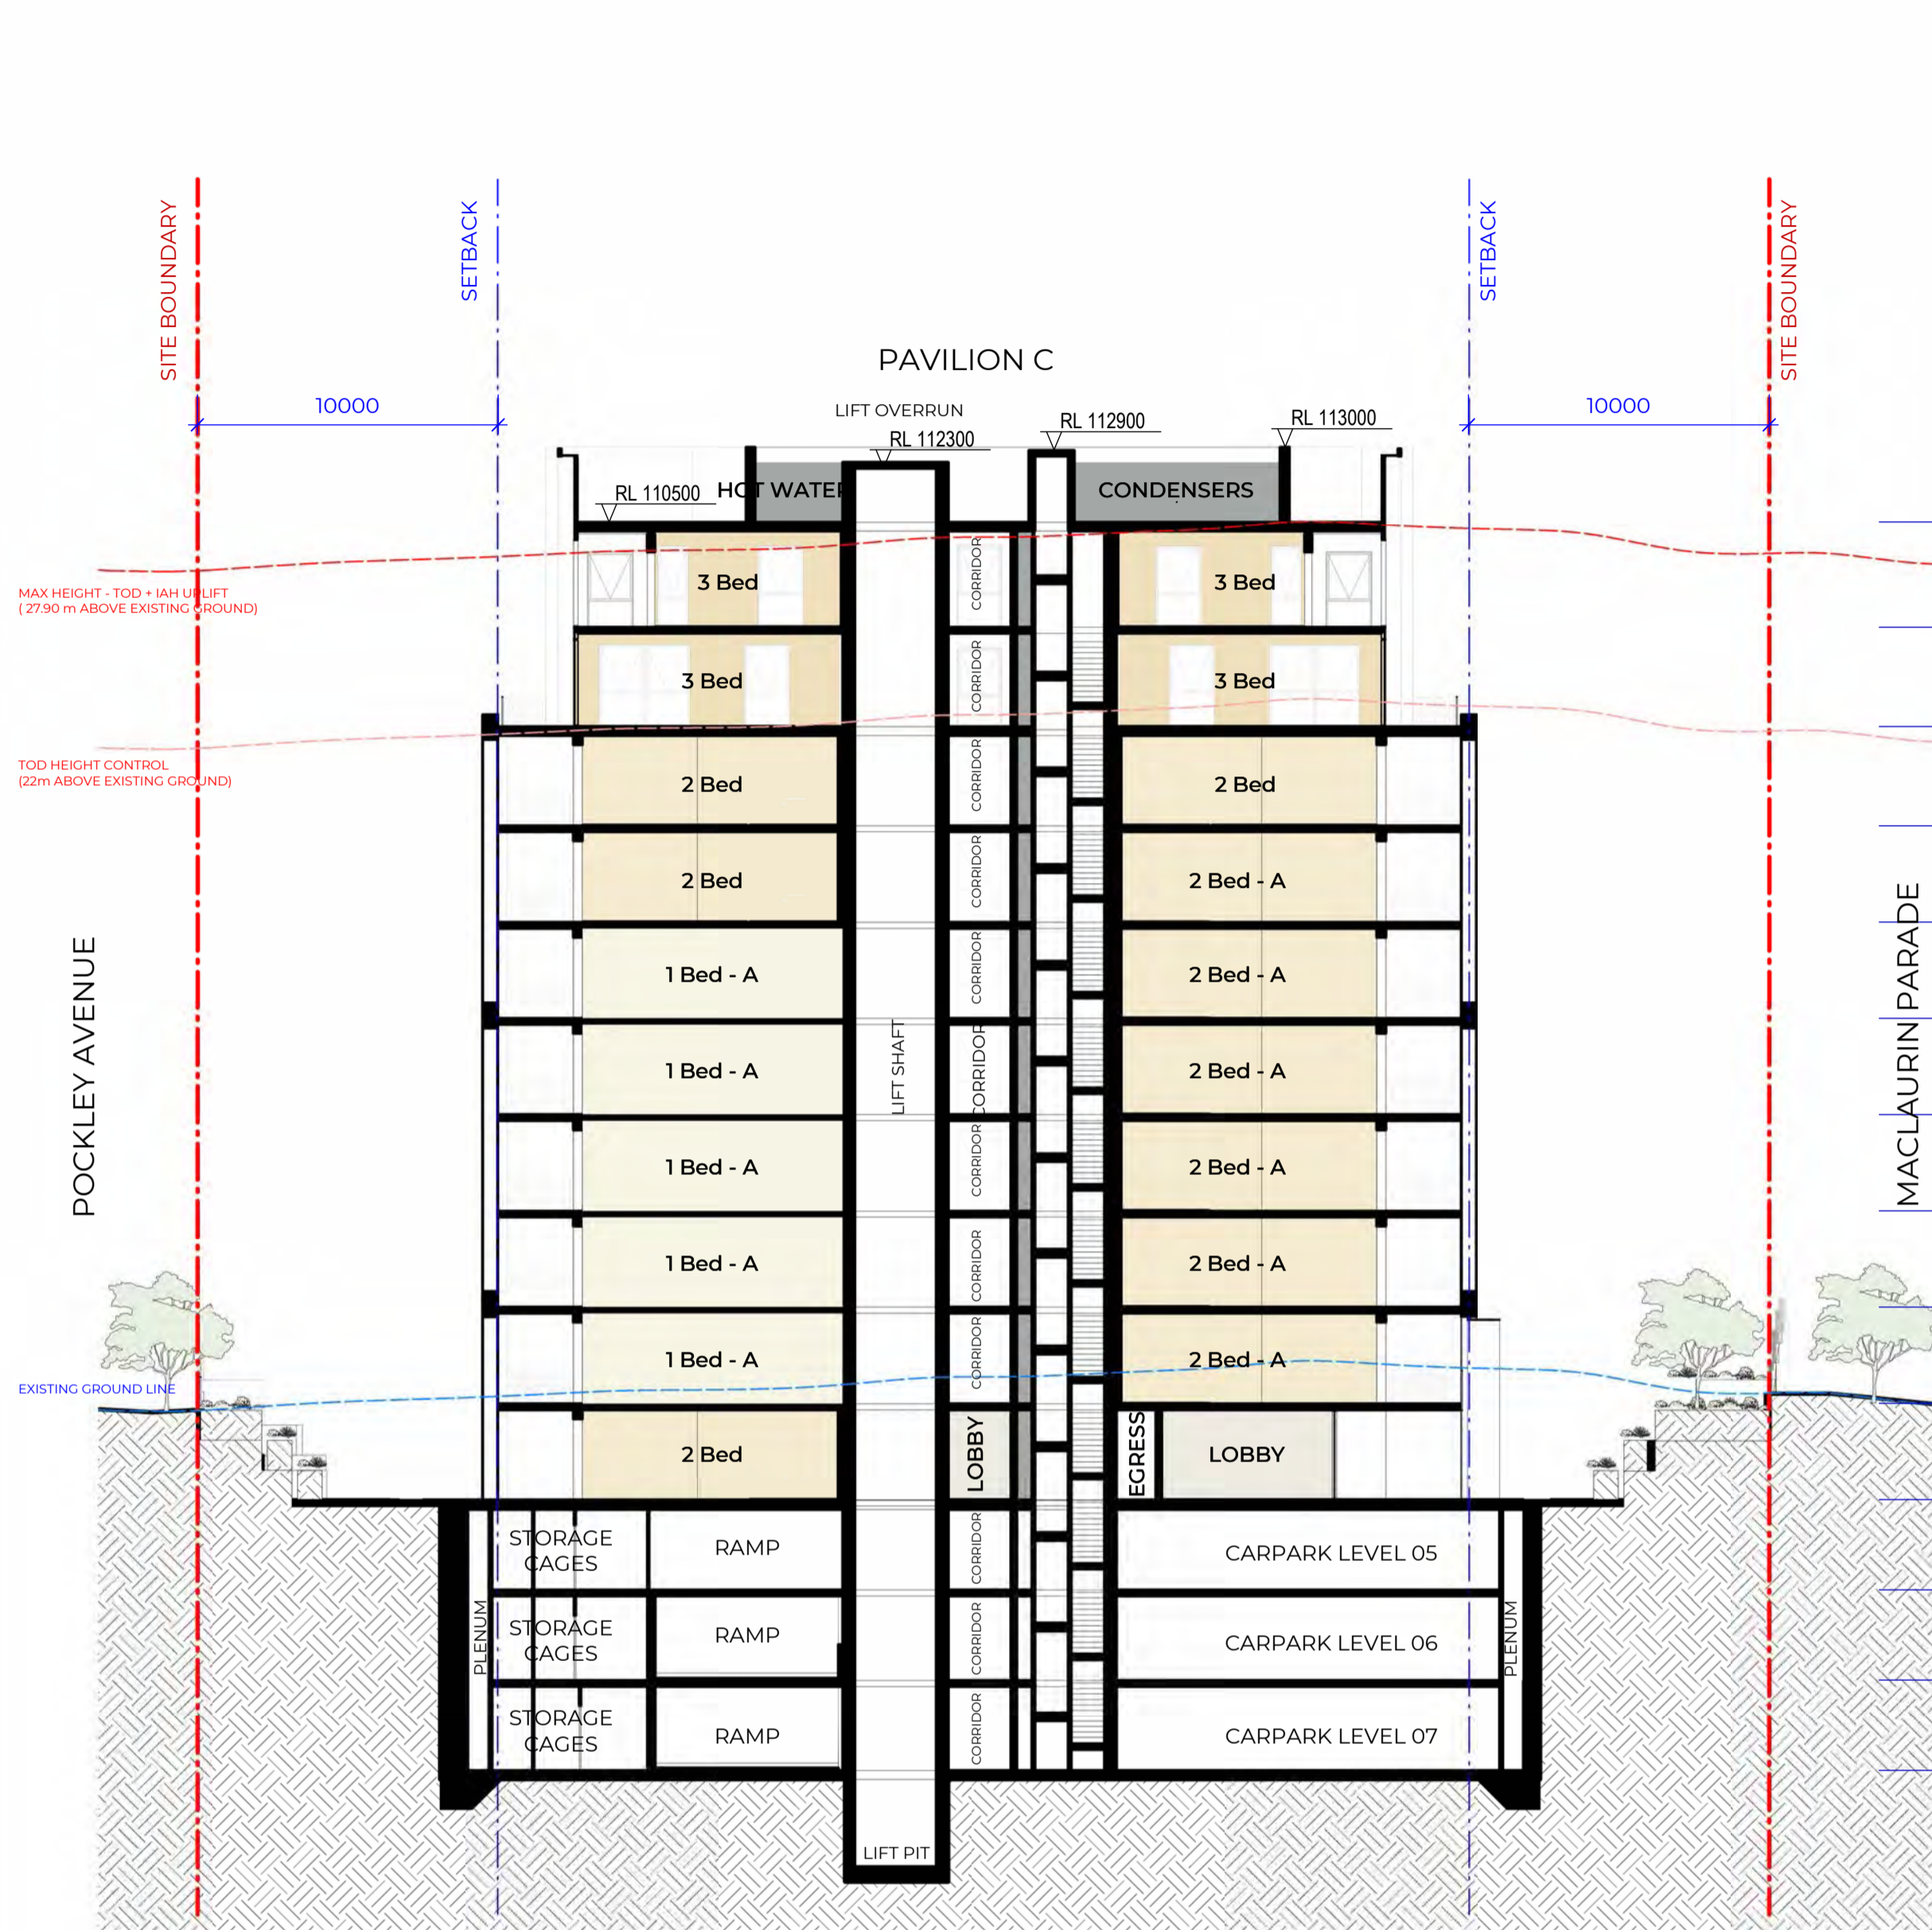 SITE BOUNDARY
SETBACK
SETBACK
SITE BOUNDARY
PAVILION C
10000
10000
LIFT OVERRUN
RL 112300
RL 112900
RL 113000
RL 110500
HOT WATER
CONDENSERS
MAX HEIGHT - TOD + IAH UPLIFT
( 27.90 m ABOVE EXISTING GROUND)
3 Bed
CORRIDOR
3 Bed
3 Bed
CORRIDOR
3 Bed
TOD HEIGHT CONTROL
(22m ABOVE EXISTING GROUND)
2 Bed
CORRIDOR
2 Bed
2 Bed
CORRIDOR
2 Bed - A
POCKLEY AVENUE
MACLAURIN PARADE
1 Bed - A
CORRIDOR
2 Bed - A
1 Bed - A
LIFT SHAFT
CORRIDOR
2 Bed - A
1 Bed - A
CORRIDOR
2 Bed - A
1 Bed - A
CORRIDOR
2 Bed - A
1 Bed - A
CORRIDOR
2 Bed - A
EXISTING GROUND LINE
2 Bed
LOBBY
EGRESS
LOBBY
STORAGE
CAGES
RAMP
CORRIDOR
CARPARK LEVEL 05
PLENUM
STORAGE
CAGES
RAMP
CORRIDOR
CARPARK LEVEL 06
PLENUM
STORAGE
CAGES
RAMP
CORRIDOR
CARPARK LEVEL 07
LIFT PIT